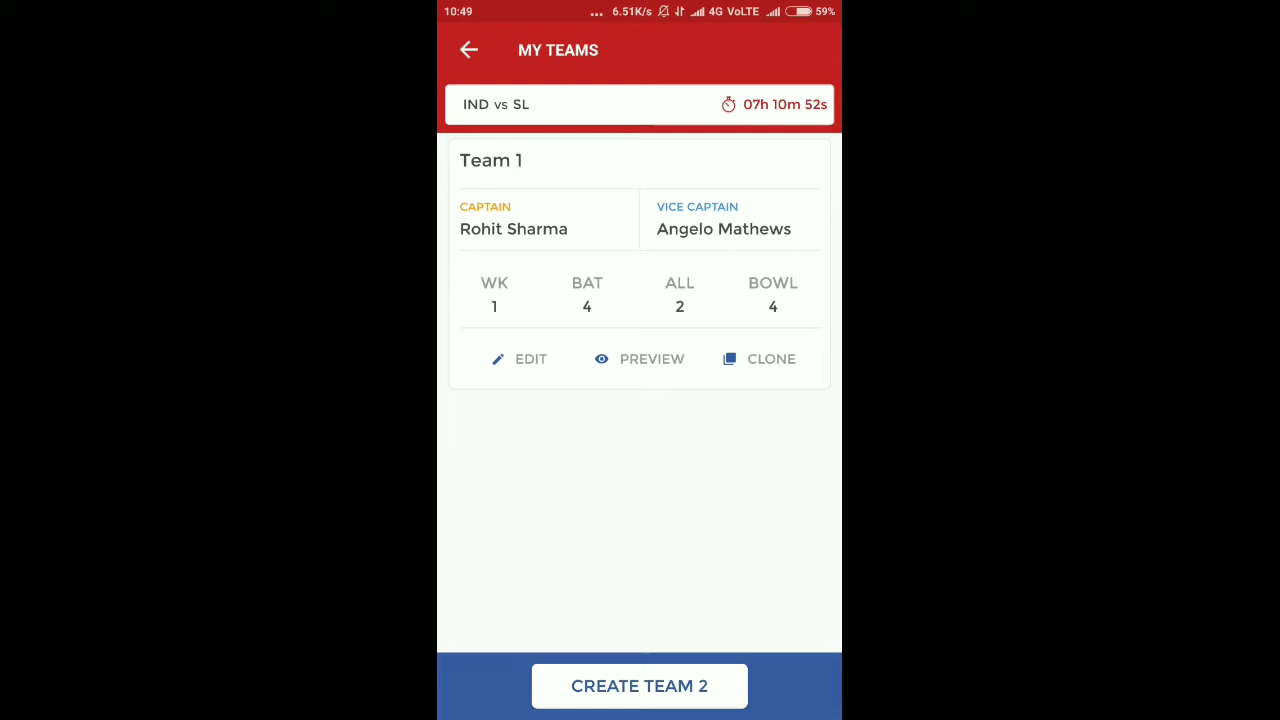 10:49 ... 6.51K/s 4G VoLTE 59%
MY TEAMS
IND vs SL 07h 10m 52s
Team 1
CAPTAIN VICE CAPTAIN
Rohit Sharma Angelo Mathews
WK BAT ALL BOWL
1 4 2 4
EDIT PREVIEW CLONE
CREATE TEAM 2